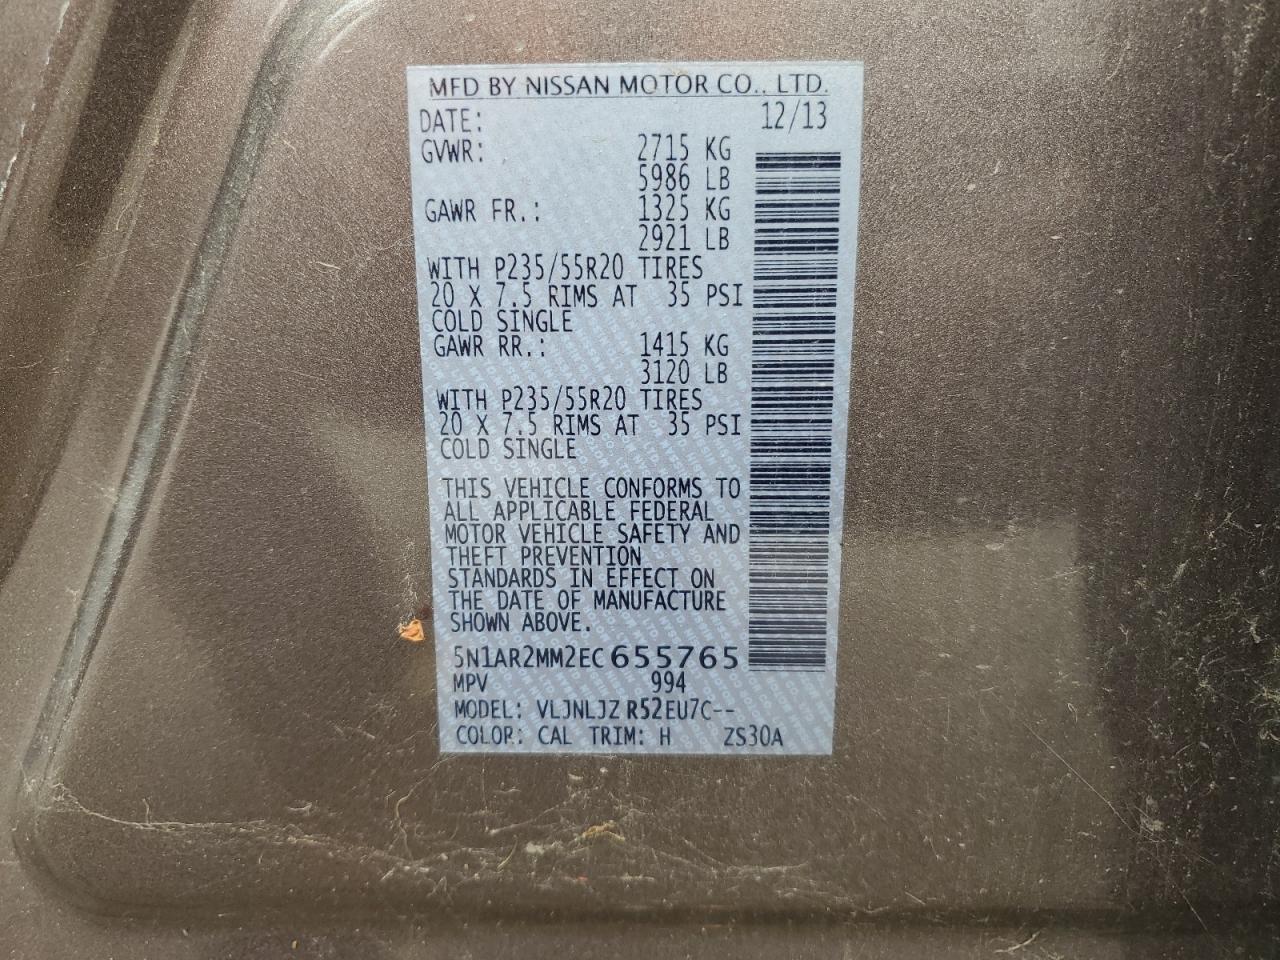 MFD BY NISSAN MOTOR CO., LTD.
DATE: 12/13
GVWR: 2715 KG
5986 LB
GAWR FR.: 1325 KG
2921 LB
WITH P235/55R20 TIRES
20 X 7.5 RIMS AT 35 PSI
COLD SINGLE
GAWR RR.: 1415 KG
3120 LB
WITH P235/55R20 TIRES
20 X 7.5 RIMS AT 35 PSI
COLD SINGLE
THIS VEHICLE CONFORMS TO
ALL APPLICABLE FEDERAL
MOTOR VEHICLE SAFETY AND
THEFT PREVENTION
STANDARDS IN EFFECT ON
THE DATE OF MANUFACTURE
SHOWN ABOVE.
5N1AR2MM2EC655765
MPV 994
MODEL: VLJNLJZ R52EU7C--
COLOR: CAL TRIM: H ZS30A